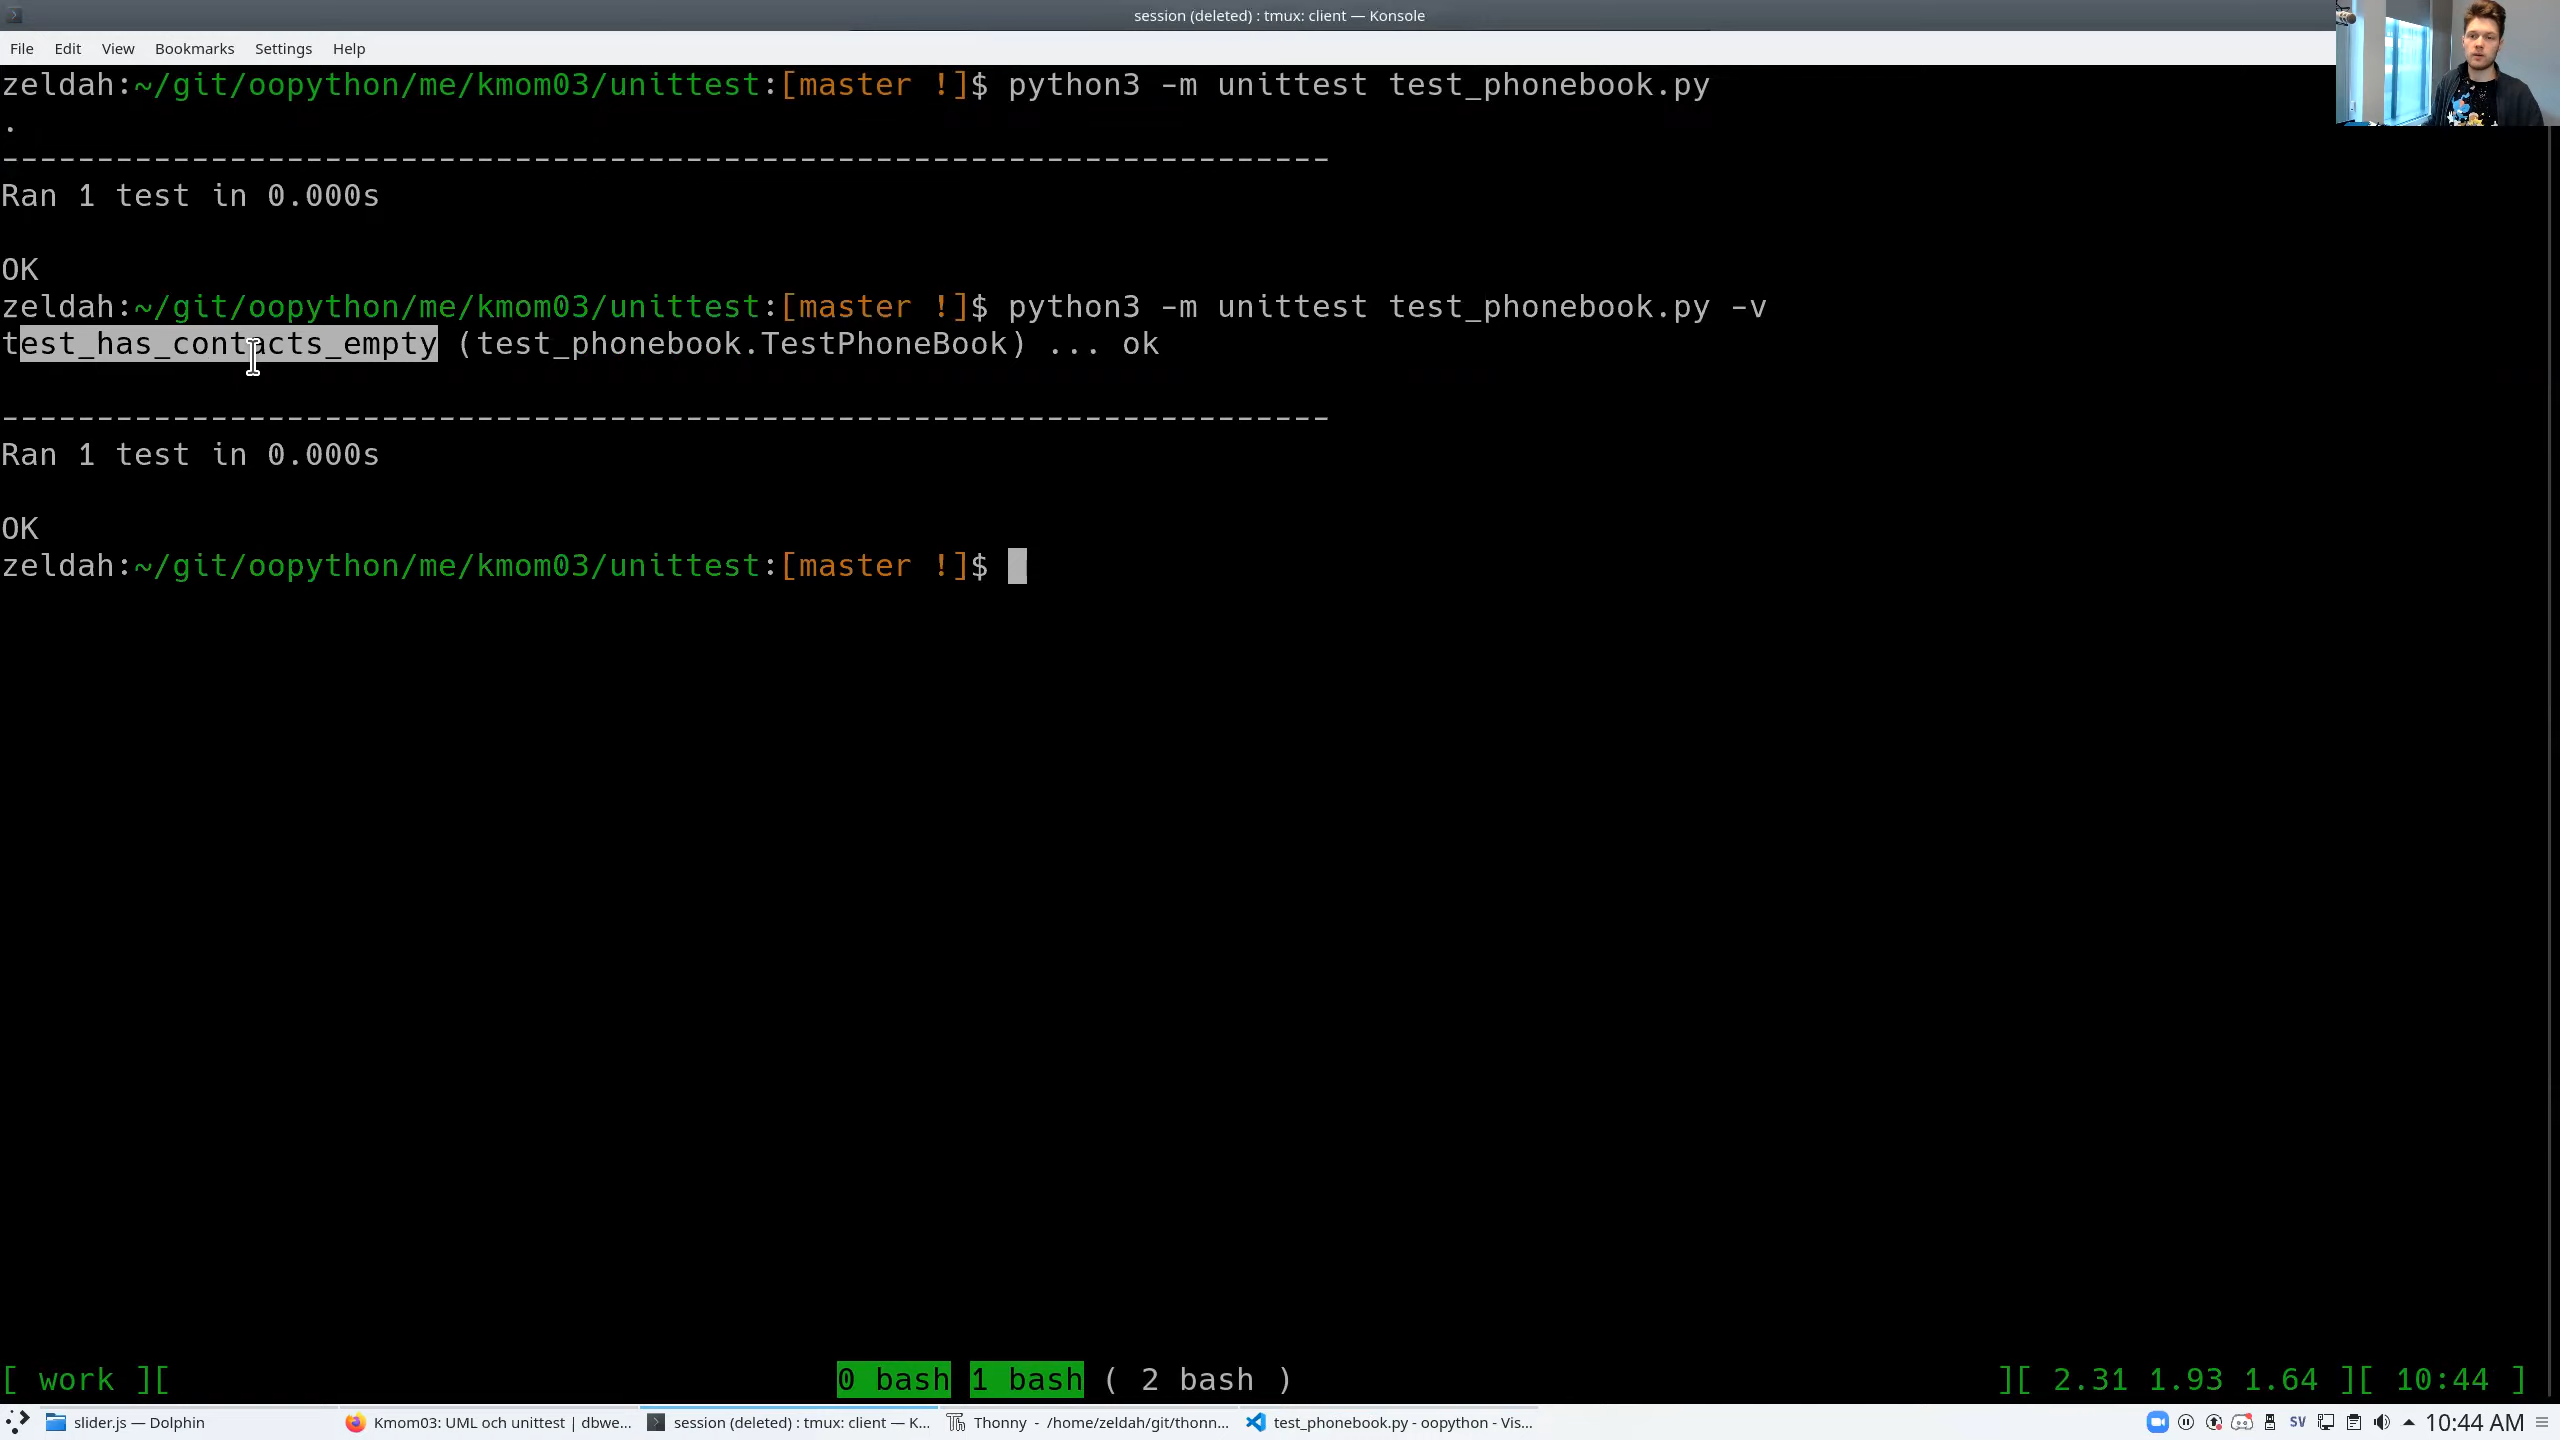 session (deleted) : tmux: client — Konsole
File Edit View Bookmarks Settings Help
zeldah:~/git/oopython/me/kmom03/unittest:[master !]$ python3 -m unittest test_phonebook.py
.
----------------------------------------------------------------------
Ran 1 test in 0.000s
OK
zeldah:~/git/oopython/me/kmom03/unittest:[master !]$ python3 -m unittest test_phonebook.py -v
test_has_contacts_empty (test_phonebook.TestPhoneBook) ... ok
----------------------------------------------------------------------
Ran 1 test in 0.000s
OK
zeldah:~/git/oopython/me/kmom03/unittest:[master !]$
[ work ][ 0 bash 1 bash ( 2 bash ) ][ 2.31 1.93 1.64 ][ 10:44 ]
slider.js — Dolphin Kmom03: UML och unittest | dbwe... session (deleted) : tmux: client — K... Thonny - /home/zeldah/git/thonn... test_phonebook.py - oopython - Vis... SV 10:44 AM